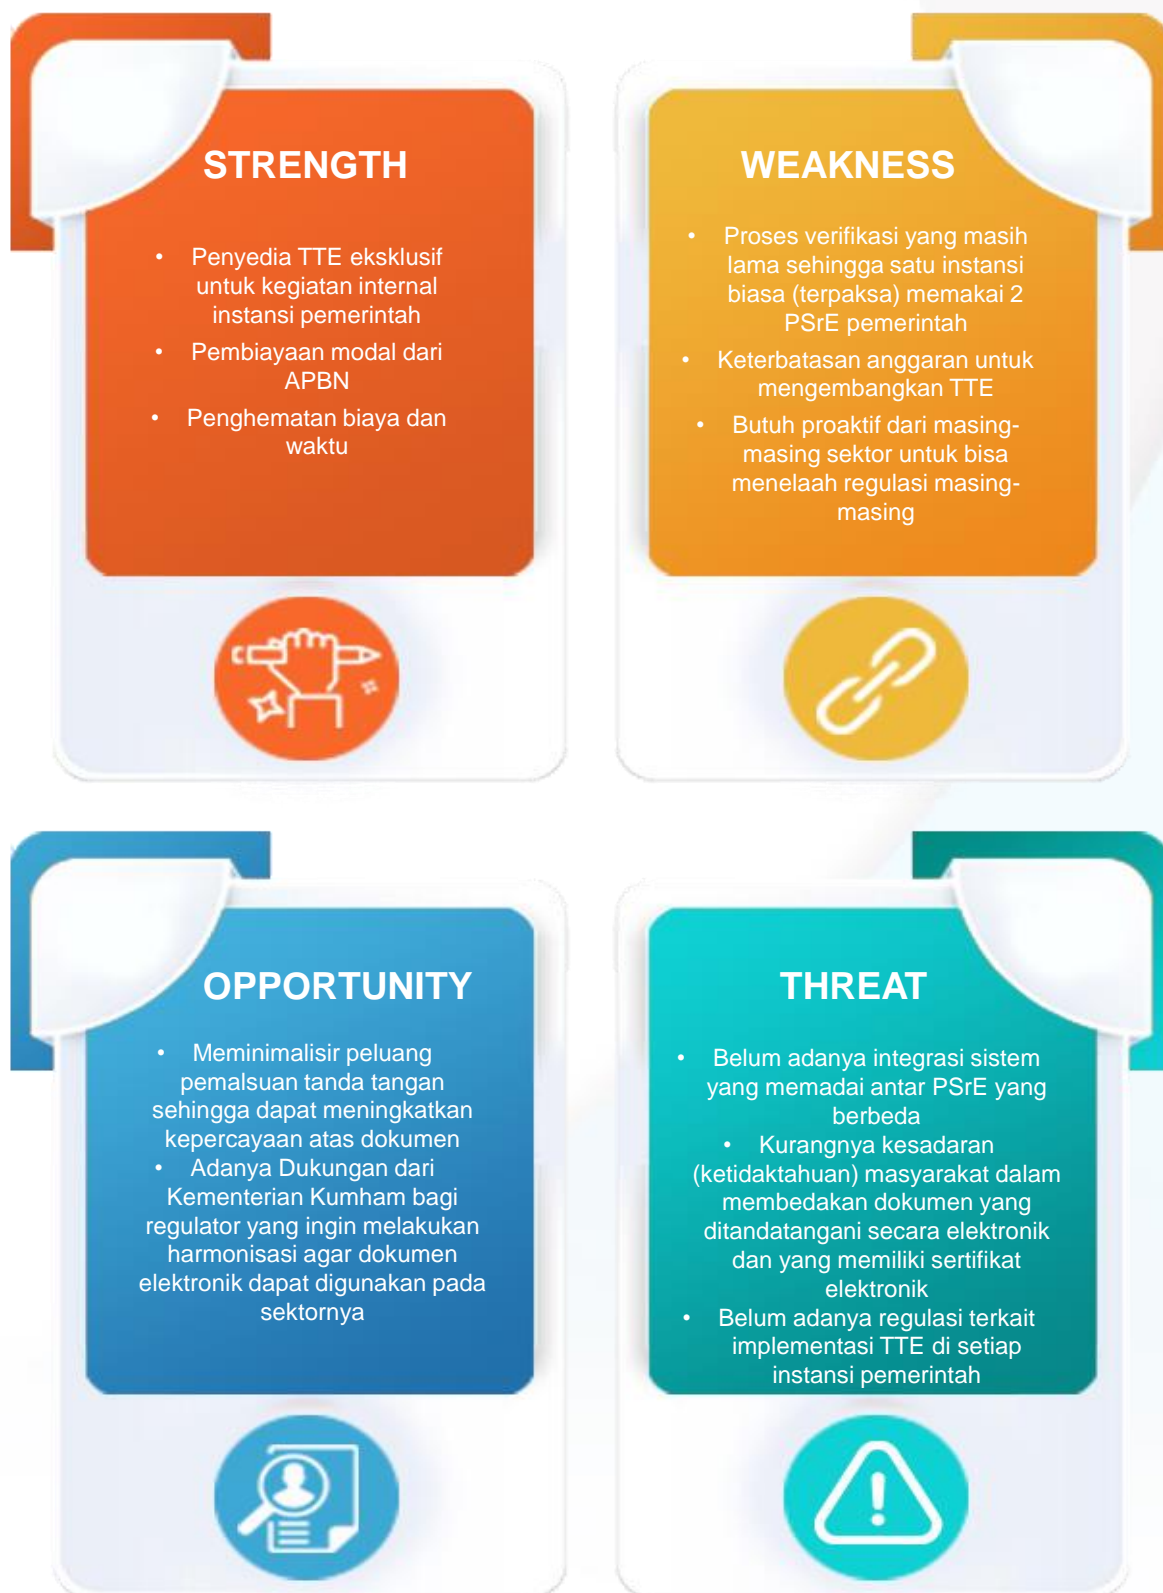 STRENGTH
• Penyedia TTE eksklusif
untuk kegiatan internal
instansi pemerintah
• Pembiayaan modal dari
APBN
• Penghematan biaya dan
waktu
WEAKNESS
• Proses verifikasi yang masih
lama sehingga satu instansi
biasa (terpaksa) memakai 2
PSrE pemerintah
• Keterbatasan anggaran untuk
mengembangkan TTE
• Butuh proaktif dari masing-
masing sektor untuk bisa
menelaah regulasi masing-
masing
OPPORTUNITY
• Meminimalisir peluang
pemalsuan tanda tangan
sehingga dapat meningkatkan
kepercayaan atas dokumen
• Adanya Dukungan dari
Kementerian Kumham bagi
regulator yang ingin melakukan
harmonisasi agar dokumen
elektronik dapat digunakan pada
sektornya
THREAT
• Belum adanya integrasi sistem
yang memadai antar PSrE yang
berbeda
• Kurangnya kesadaran
(ketidaktahuan) masyarakat dalam
membedakan dokumen yang
ditandatangani secara elektronik
dan yang memiliki sertifikat
elektronik
• Belum adanya regulasi terkait
implementasi TTE di setiap
instansi pemerintah